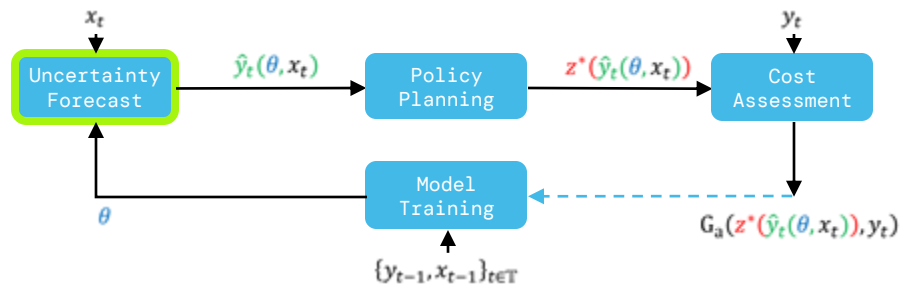 x_t
y_t
Uncertainty
Forecast
ŷ_t(θ, x_t)
Policy
Planning
z*(ŷ_t(θ, x_t))
Cost
Assessment
Model
Training
θ
G_a(z*(ŷ_t(θ, x_t)), y_t)
{y_{t−1}, x_{t−1}}_{t∈𝕋}